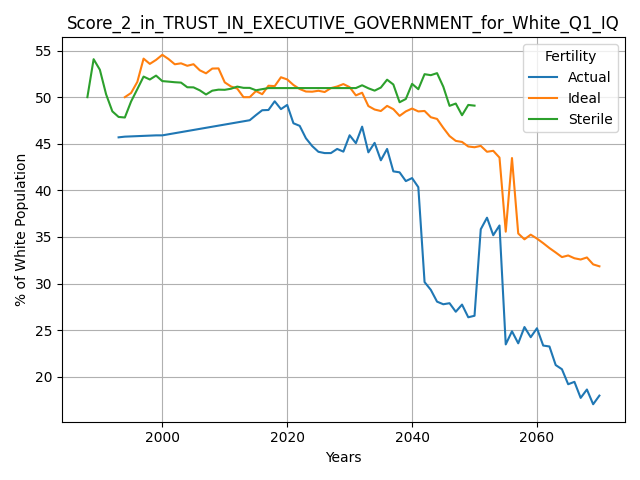 Score_2_in_TRUST_IN_EXECUTIVE_GOVERNMENT_for_White_Q1_IQ
Fertility
Actual
Ideal
Sterile
% of White Population
55
50
45
40
35
30
25
20
2000
2020
2040
2060
Years